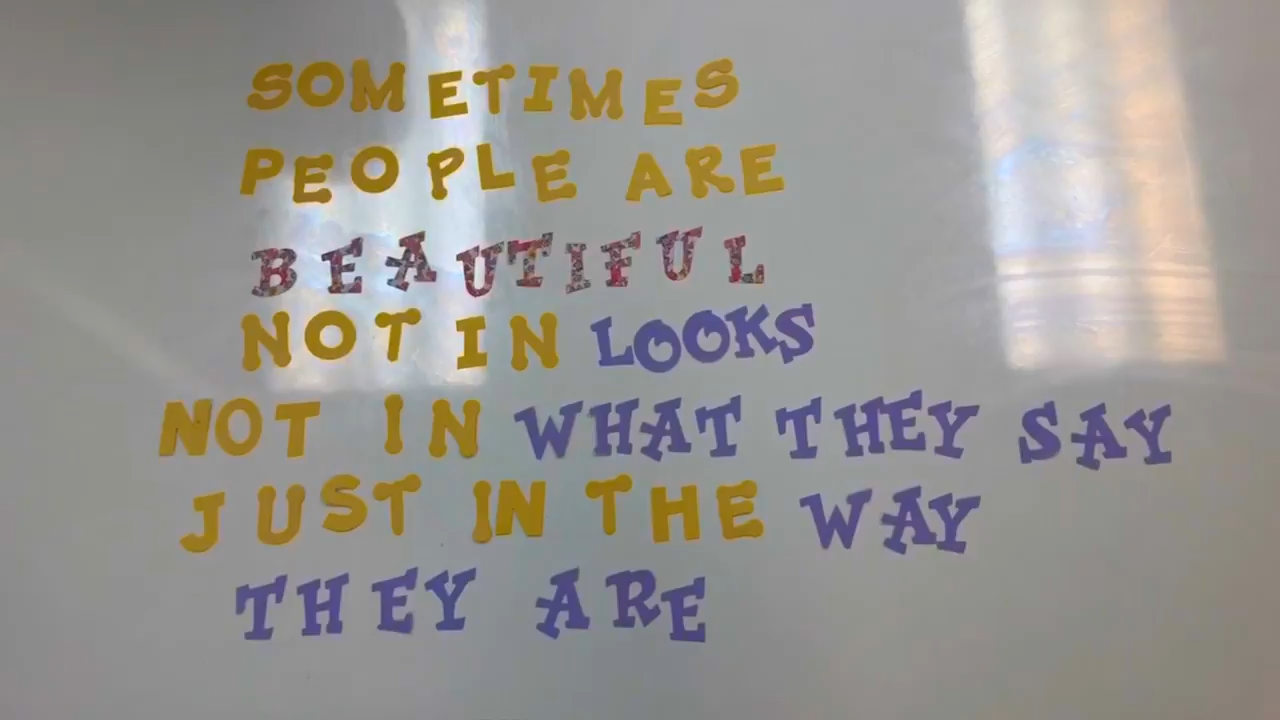 SOMETIMES
PEOPLE ARE
BEAUTIFUL
NOT IN LOOKS
NOT IN WHAT THEY SAY
JUST IN THE WAY
THEY ARE